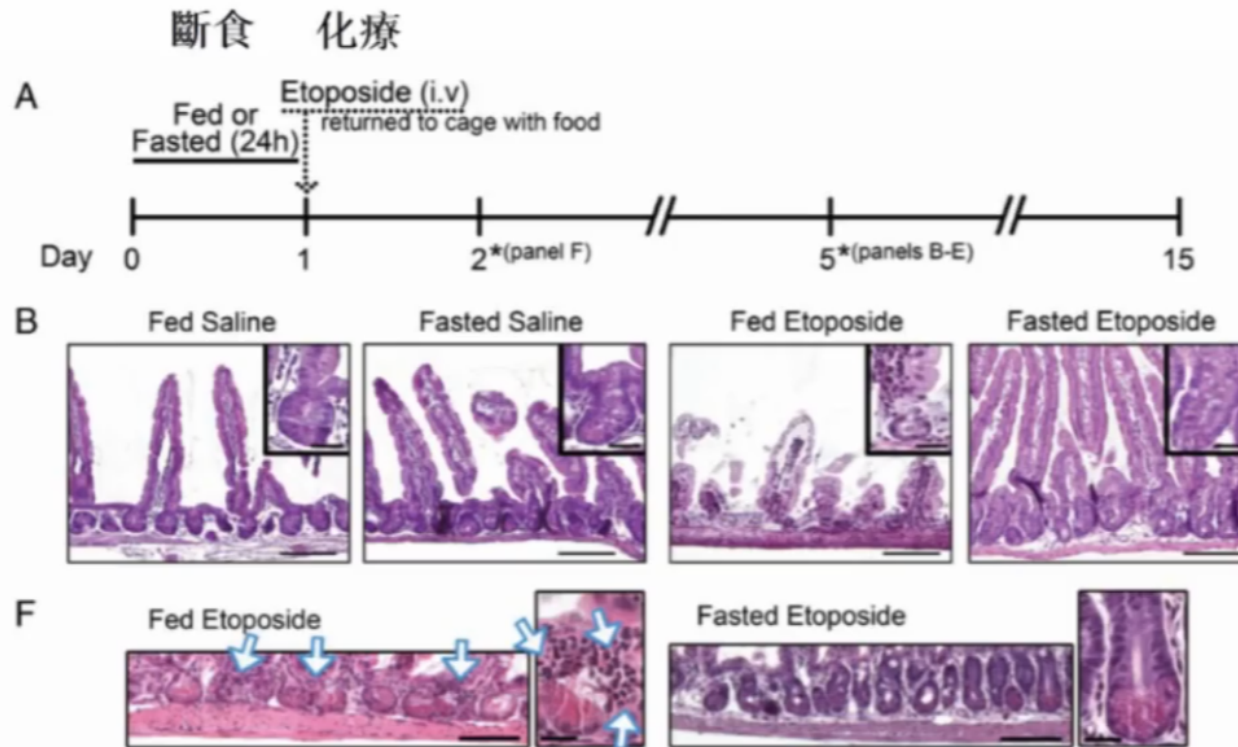 斷食 化療
A
Etoposide (i.v)
Fed or
returned to cage with food
Fasted (24h)
Day 0 1 2*(panel F) 5*(panels B-E) 15
B
Fed Saline Fasted Saline Fed Etoposide Fasted Etoposide
F
Fed Etoposide Fasted Etoposide